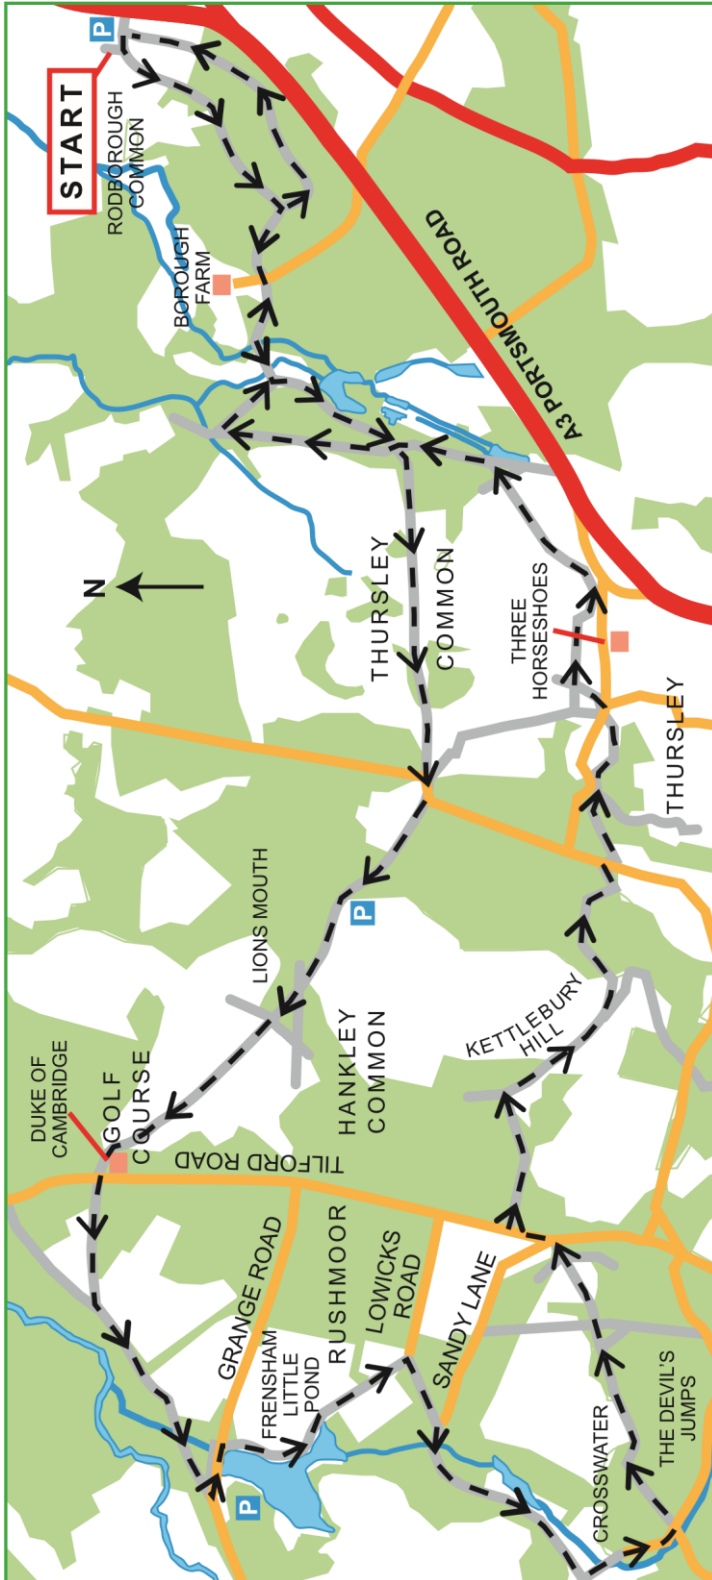 P
START
RODBOROUGH
COMMON
BOROUGH
FARM
A3 PORTSMOUTH ROAD
N
THURSLEY
COMMON
THREE
HORSESHOES
THURSLEY
LIONS MOUTH
P
HANKLEY
COMMON
KETTLEBURY
HILL
DUKE OF
CAMBRIDGE
GOLF
COURSE
TILFORD ROAD
GRANGE ROAD
RUSHMOOR
LOWICKS
ROAD
SANDY LANE
FRENSHAM
LITTLE
POND
P
CROSSWATER
THE DEVIL'S
JUMPS